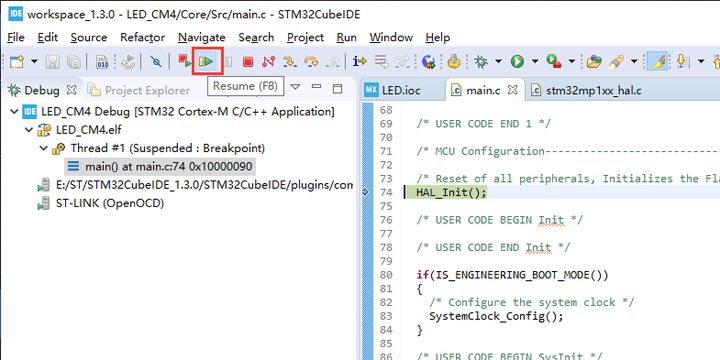 IDE workspace_1.3.0 - LED_CM4/Core/Src/main.c - STM32CubeIDE
File Edit Source Refactor Navigate Search Project Run Window Help
Resume (F8)
Debug Project Explorer
IDE LED_CM4 Debug [STM32 Cortex-M C/C++ Application]
LED_CM4.elf
Thread #1 (Suspended : Breakpoint)
main() at main.c:74 0x10000090
E:/ST/STM32CubeIDE_1.3.0/STM32CubeIDE/plugins/com
ST-LINK (OpenOCD)
MX LED.ioc main.c stm32mp1xx_hal.c
68
69 /* USER CODE END 1 */
70
71 /* MCU Configuration--------------------------
72
73 /* Reset of all peripherals, Initializes the Fla
74 HAL_Init();
75
76 /* USER CODE BEGIN Init */
77
78 /* USER CODE END Init */
79
80 if(IS_ENGINEERING_BOOT_MODE())
81 {
82 /* Configure the system clock */
83 SystemClock_Config();
84 }
85
86 /* USER CODE BEGIN SysInit */